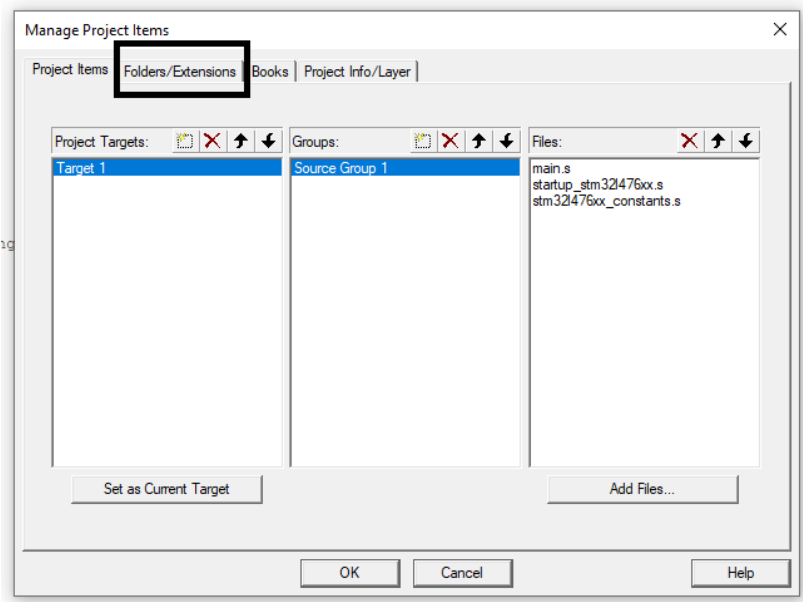 Manage Project Items
Project Items Folders/Extensions Books Project Info/Layer
Project Targets: Groups: Files:
Target 1
Source Group 1
main.s
startup_stm32l476xx.s
stm32l476xx_constants.s
ng
Set as Current Target
Add Files...
OK Cancel Help